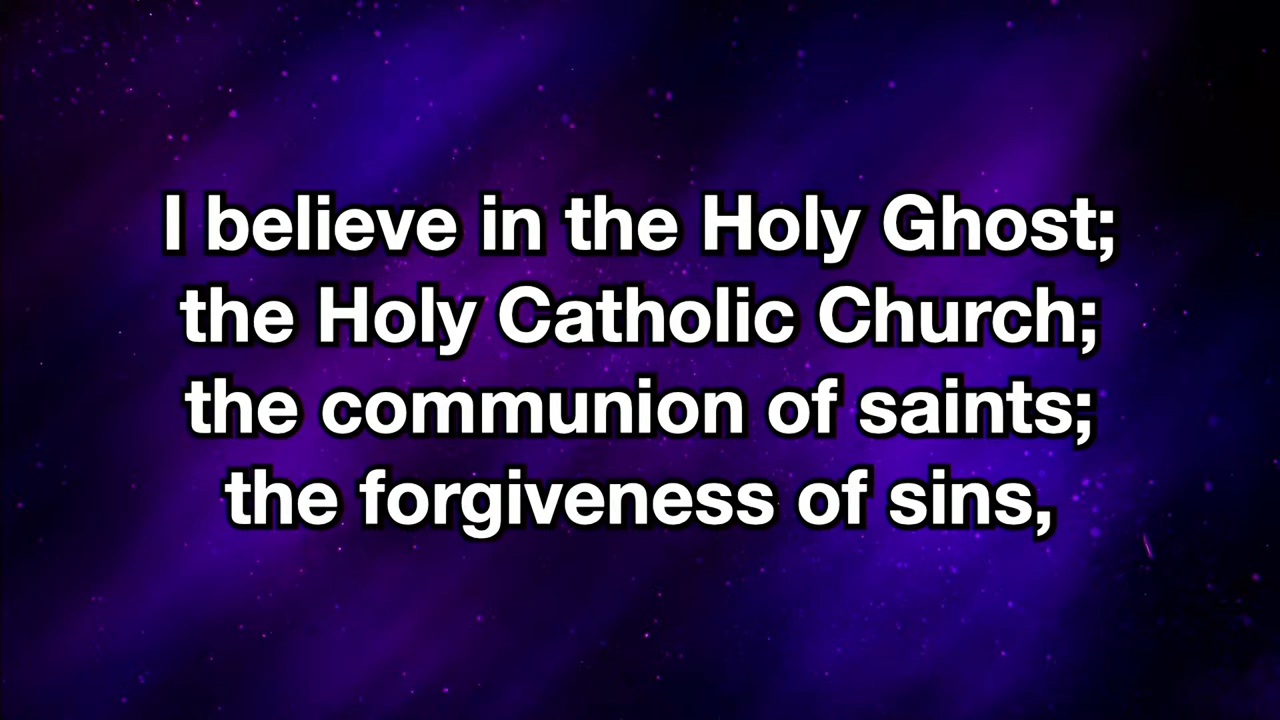 I believe in the Holy Ghost;
the Holy Catholic Church;
the communion of saints;
the forgiveness of sins,